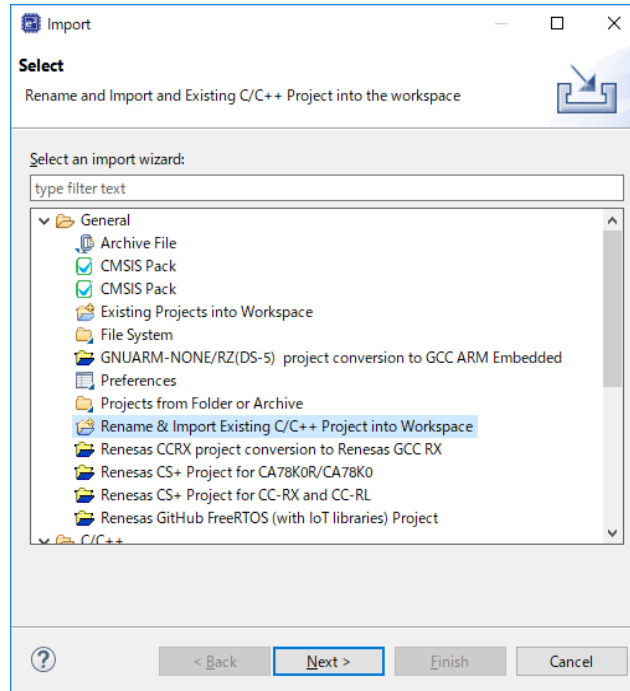 Import
Select
Rename and Import and Existing C/C++ Project into the workspace
Select an import wizard:
type filter text
General
Archive File
CMSIS Pack
CMSIS Pack
Existing Projects into Workspace
File System
GNUARM-NONE/RZ(DS-5) project conversion to GCC ARM Embedded
Preferences
Projects from Folder or Archive
Rename & Import Existing C/C++ Project into Workspace
Renesas CCRX project conversion to Renesas GCC RX
Renesas CS+ Project for CA78K0R/CA78K0
Renesas CS+ Project for CC-RX and CC-RL
Renesas GitHub FreeRTOS (with IoT libraries) Project
C/C++
? < Back Next > Finish Cancel